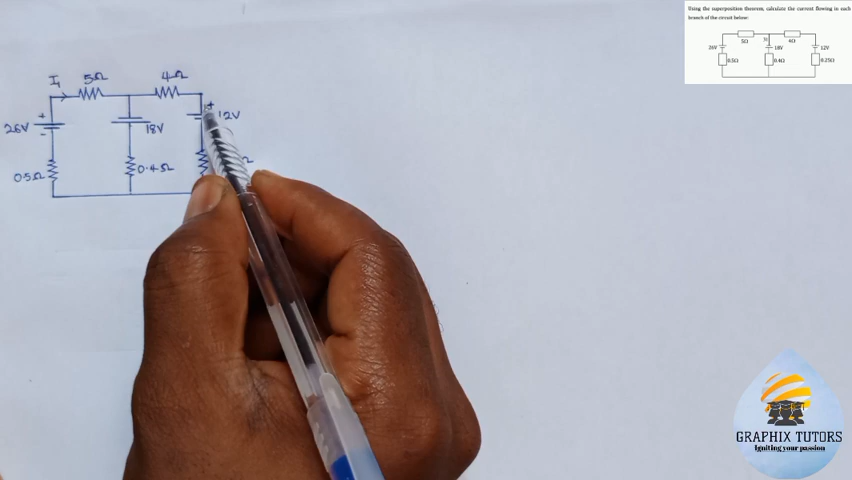 Using the superposition theorem, calculate the current flowing in each
branch of the circuit below:
5Ω
4Ω
26V
18V
12V
0.5Ω
0.4Ω
0.25Ω
I₁ 5Ω 4Ω
+ +
26V 18V 12V
-
0.5Ω 0.4Ω Ω
GRAPHIX TUTORS
Igniting your passion